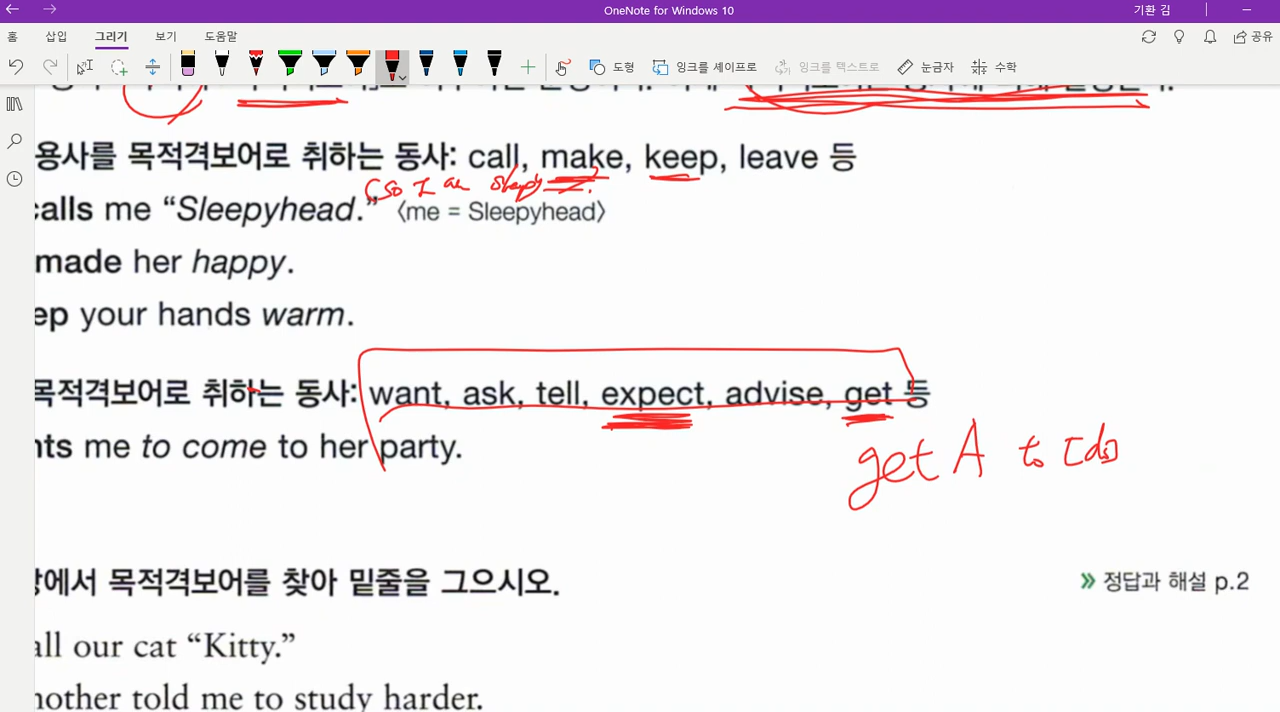 OneNote for Windows 10
기환 김
홈 삽입 그리기 보기 도움말
공유
도형 잉크를 셰이프로 잉크를 텍스트로 눈금자 수학
용사를 목적격보어로 취하는 동사: call, make, keep, leave 등
(so I am sleepy
calls me “Sleepyhead.” 〈me = Sleepyhead〉
made her happy.
ep your hands warm.
목적격보어로 취하는 동사: want, ask, tell, expect, advise, get 등
nts me to come to her party.
get A to [do]
장에서 목적격보어를 찾아 밑줄을 그으시오.
» 정답과 해설 p.2
all our cat “Kitty.”
nother told me to study harder.